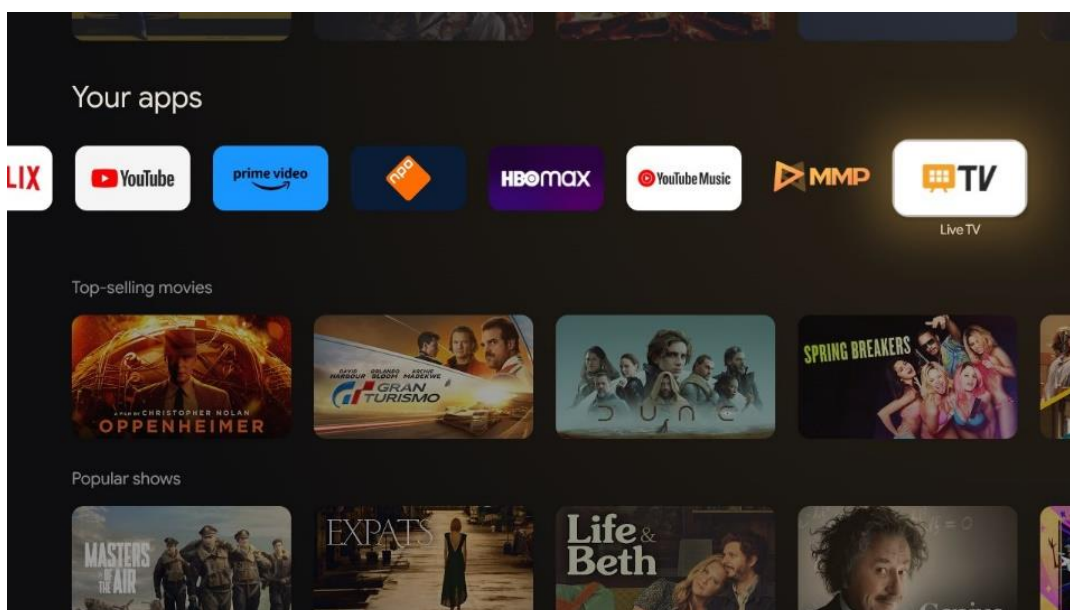 Your apps
LIX
YouTube
prime video
npo
HBOmax
YouTube Music
MMP
TV
Live TV
Top-selling movies
A FILM BY CHRISTOPHER NOLAN
OPPENHEIMER
DAVID HARBOUR ORLANDO BLOOM ARCHIE MADEKWE
GRAN
TURISMO
DUNE
SPRING BREAKERS
Popular shows
MASTERS
OF THE
AIR
EXPATS
Life &
Beth
Genius